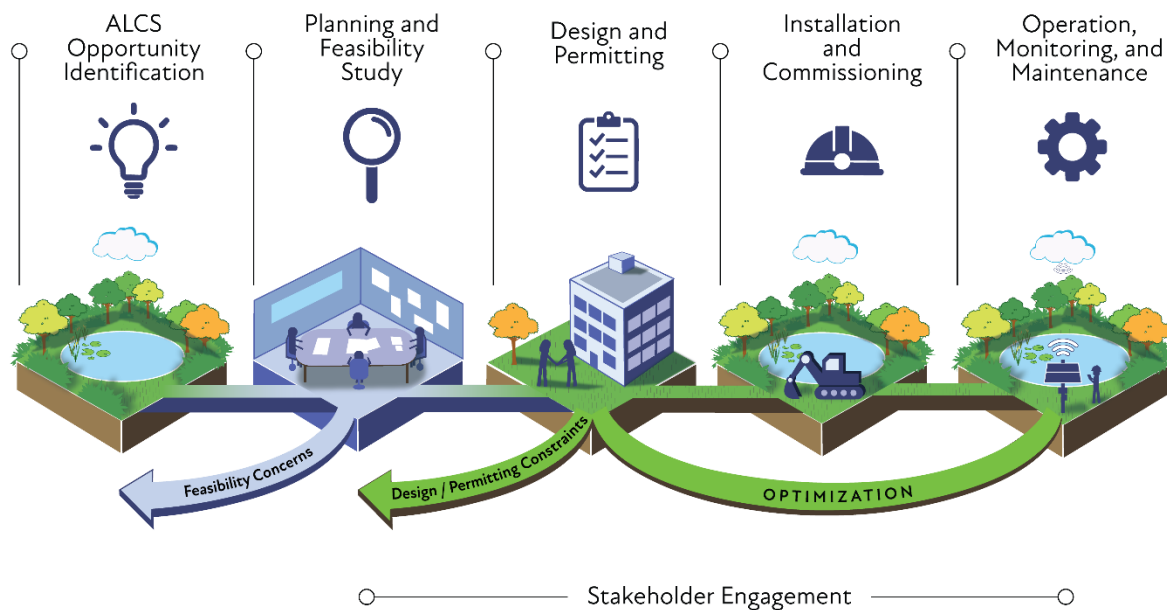 ALCS
Opportunity
Identification
Planning and
Feasibility
Study
Design and
Permitting
Installation
and
Commissioning
Operation,
Monitoring, and
Maintenance
Feasibility Concerns
Design / Permitting Constraints
OPTIMIZATION
Stakeholder Engagement